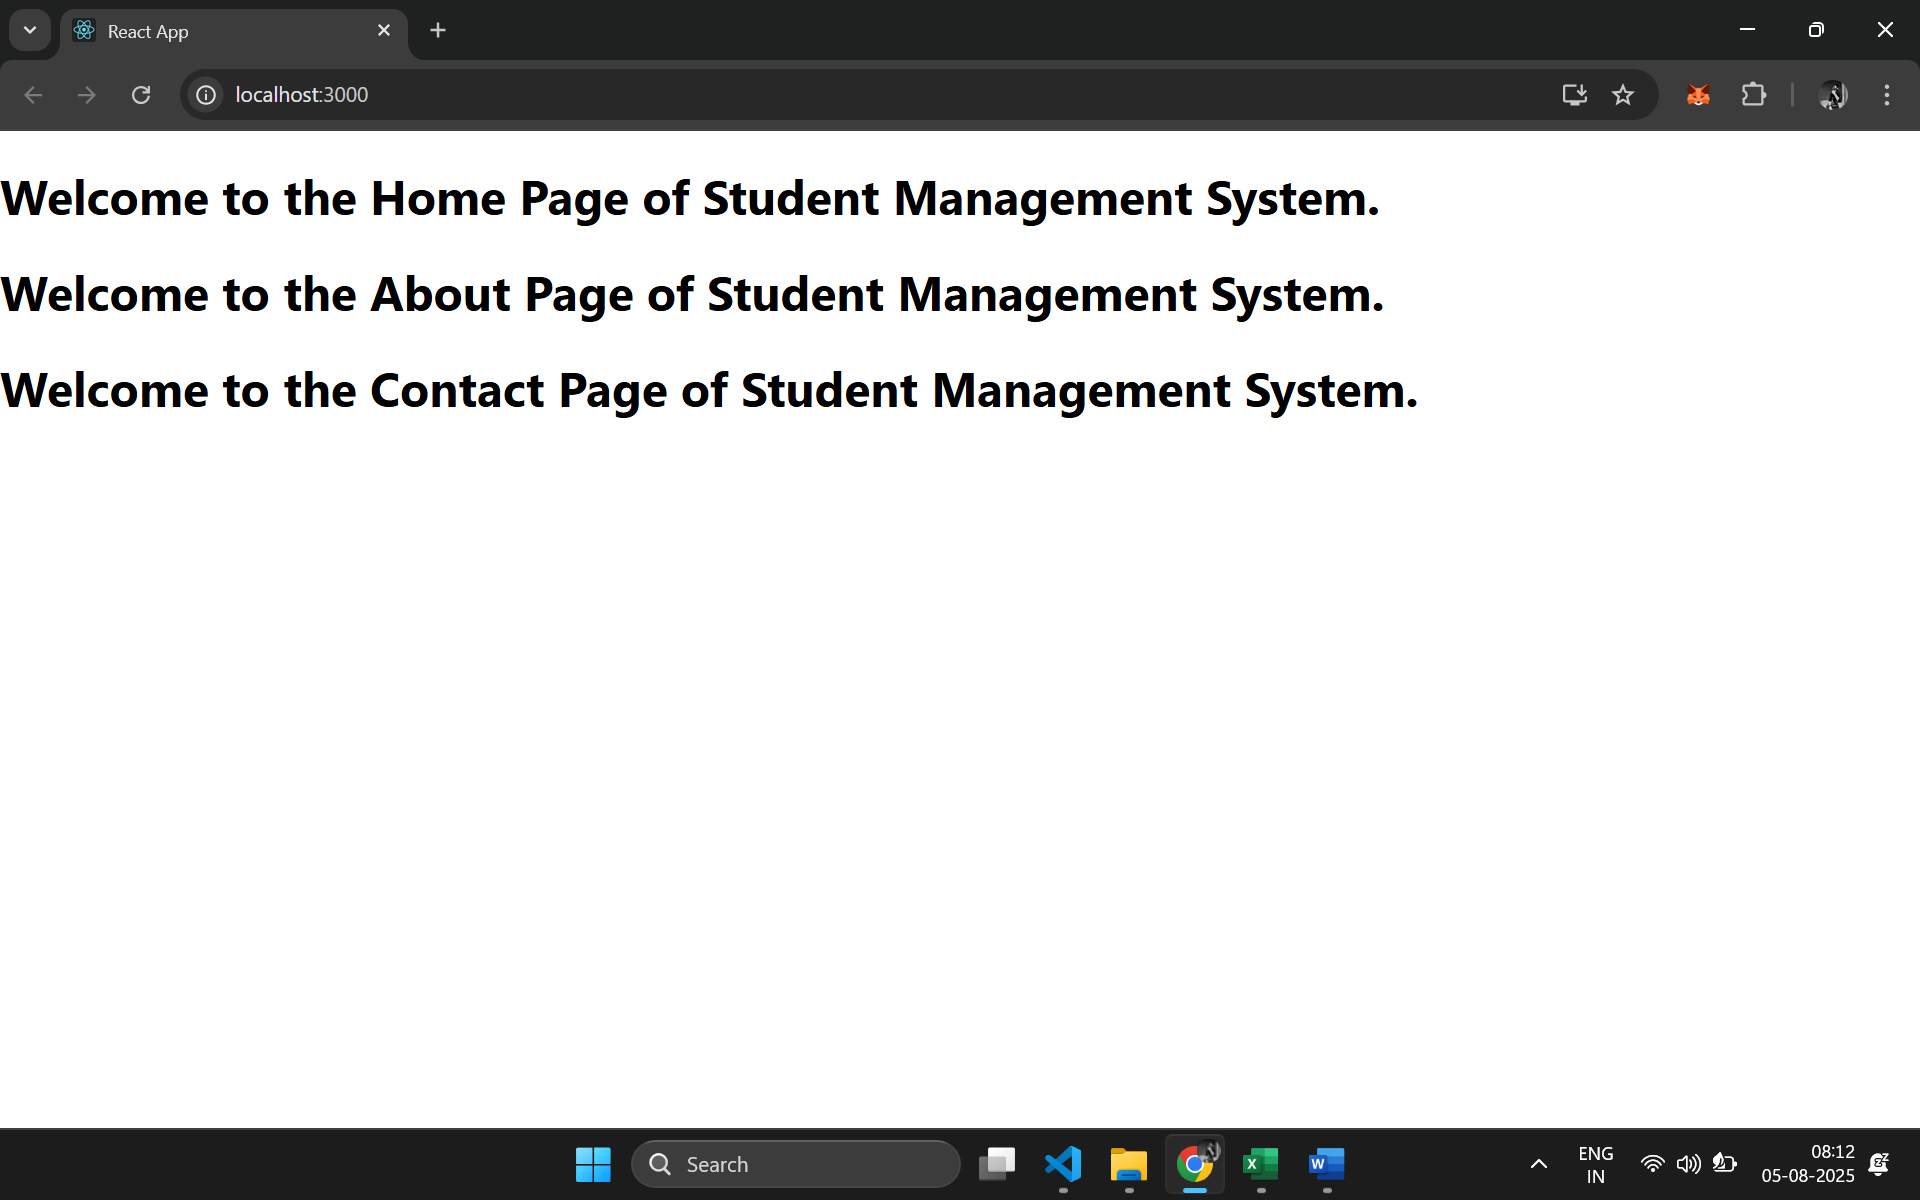 React App
localhost:3000
Welcome to the Home Page of Student Management System.
Welcome to the About Page of Student Management System.
Welcome to the Contact Page of Student Management System.
Search
ENG
IN
08:12
05-08-2025